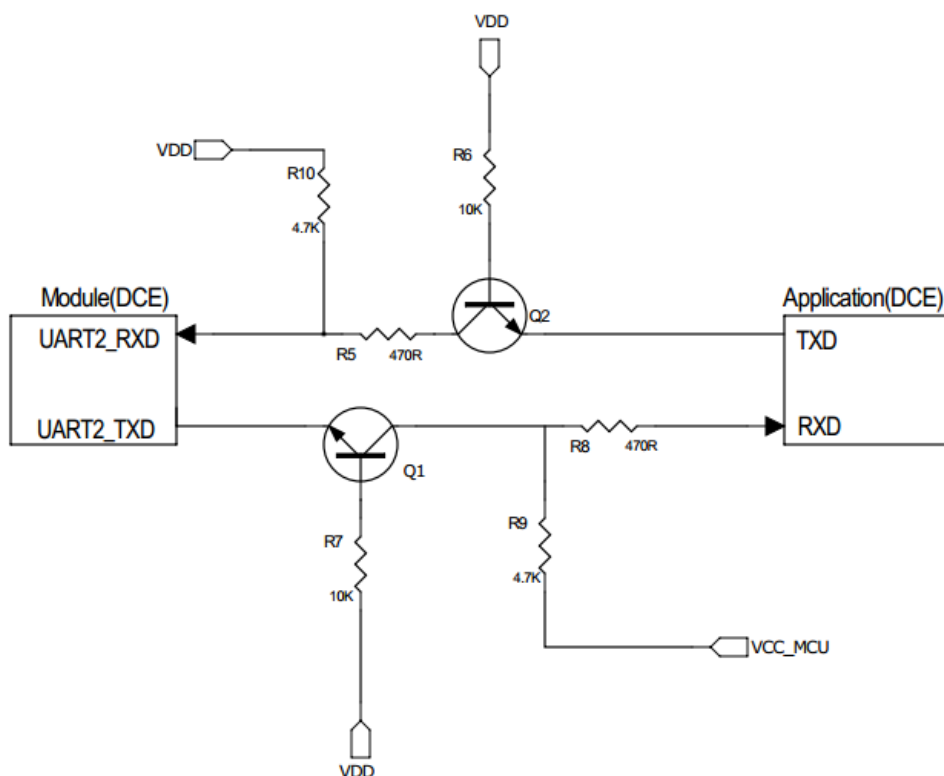 VDD
VDD
R10
4.7K
R6
10K
Module(DCE)
Q2
Application(DCE)
UART2_RXD
R5
470R
TXD
UART2_TXD
Q1
R8
470R
RXD
R7
10K
R9
4.7K
VCC_MCU
VDD